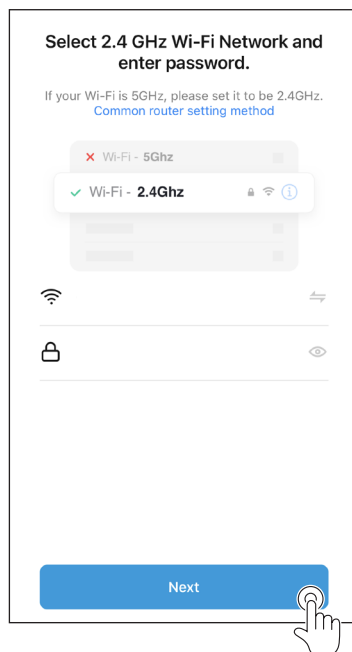 Select 2.4 GHz Wi-Fi Network and
enter password.
If your Wi-Fi is 5GHz, please set it to be 2.4GHz.
Common router setting method
Wi-Fi - 5Ghz
Wi-Fi - 2.4Ghz
Next